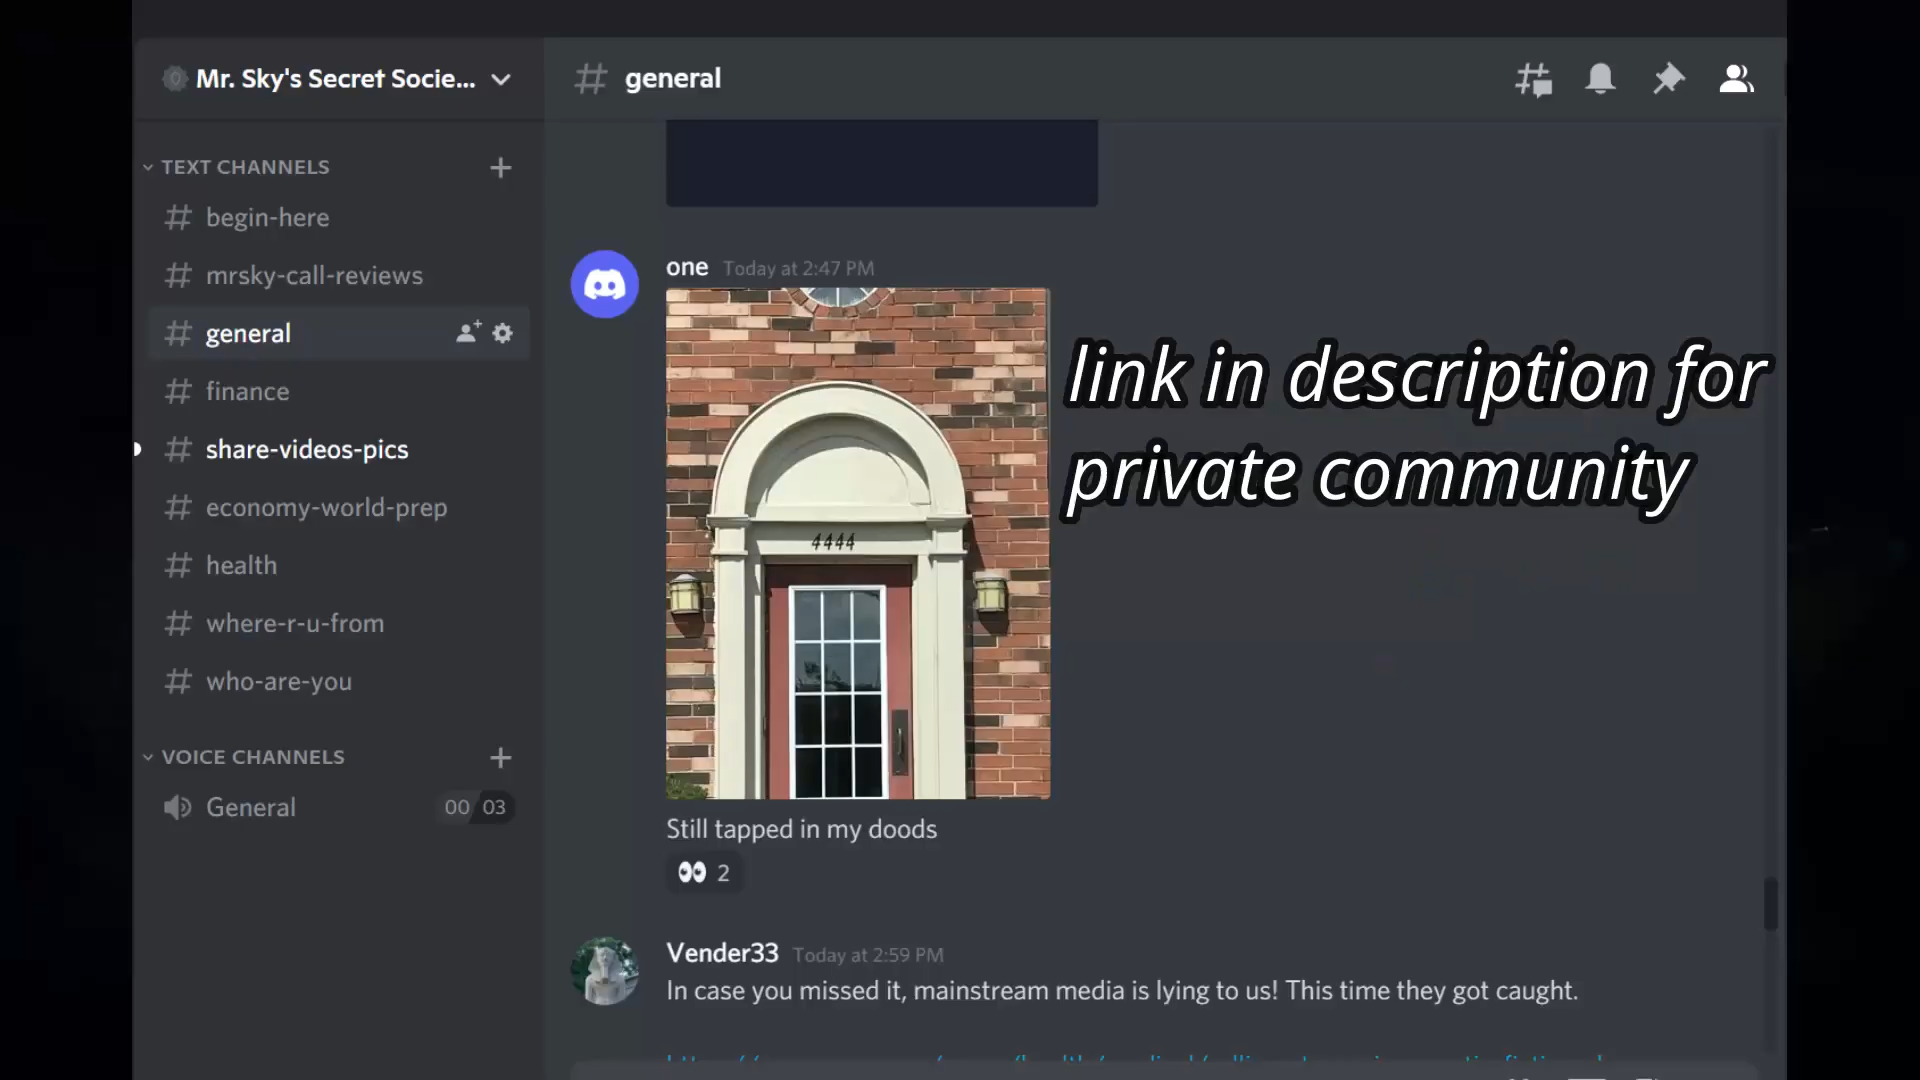 Mr. Sky's Secret Socie...
general
TEXT CHANNELS
begin-here
mrsky-call-reviews
general
finance
share-videos-pics
economy-world-prep
health
where-r-u-from
who-are-you
VOICE CHANNELS
General
00 03
one Today at 2:47 PM
4444
link in description for
private community
Still tapped in my doods
2
Vender33 Today at 2:59 PM
In case you missed it, mainstream media is lying to us! This time they got caught.